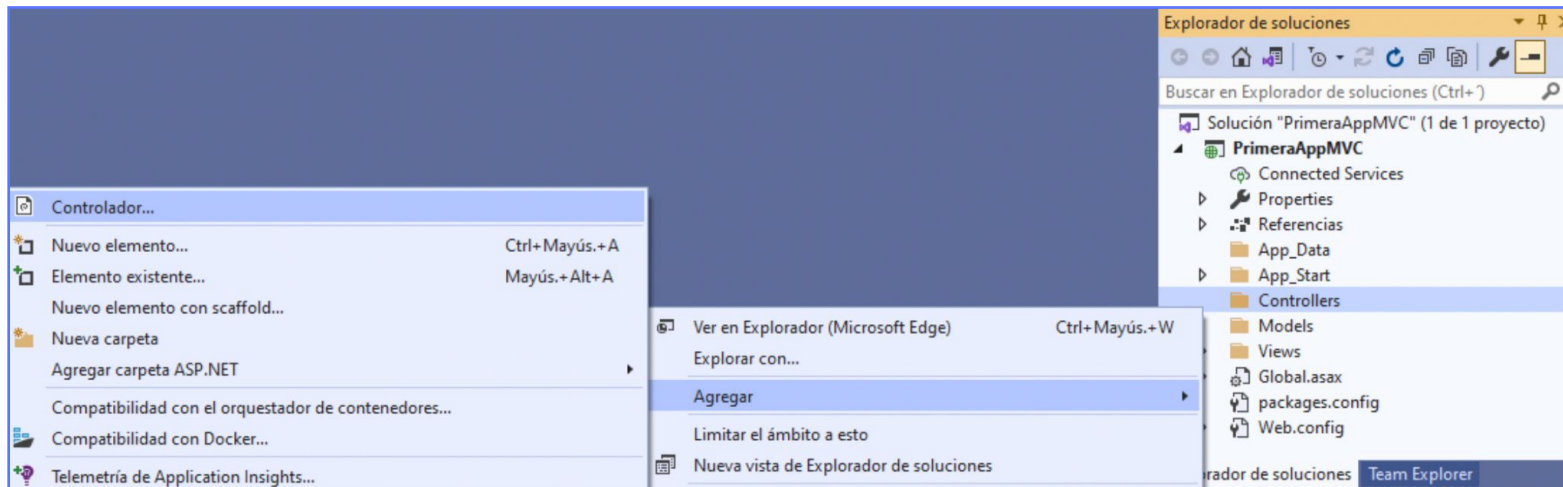 Explorador de soluciones
Buscar en Explorador de soluciones (Ctrl+´)
Solución "PrimeraAppMVC" (1 de 1 proyecto)
PrimeraAppMVC
Connected Services
Properties
Referencias
App_Data
App_Start
Controllers
Models
Views
Global.asax
packages.config
Web.config
de soluciones Team Explorer
Controlador...
Nuevo elemento... Ctrl+Mayús.+A
Elemento existente... Mayús.+Alt+A
Nuevo elemento con scaffold...
Nueva carpeta
Agregar carpeta ASP.NET
Compatibilidad con el orquestador de contenedores...
Compatibilidad con Docker...
Telemetría de Application Insights...
Ver en Explorador (Microsoft Edge) Ctrl+Mayús.+W
Explorar con...
Agregar
Limitar el ámbito a esto
Nueva vista de Explorador de soluciones